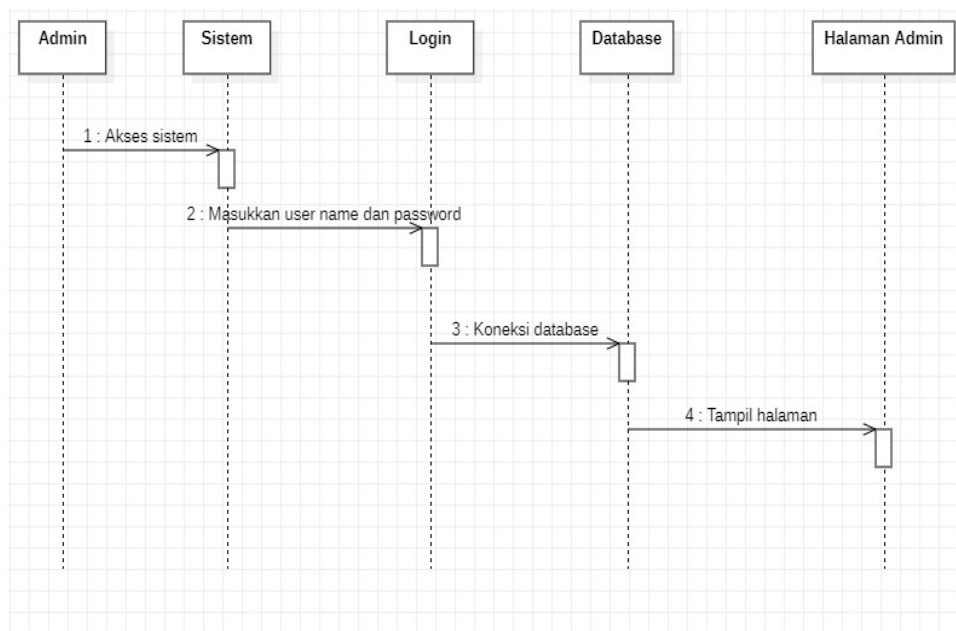 Admin
Sistem
Login
Database
Halaman Admin
1 : Akses sistem
2 : Masukkan user name dan password
3 : Koneksi database
4 : Tampil halaman